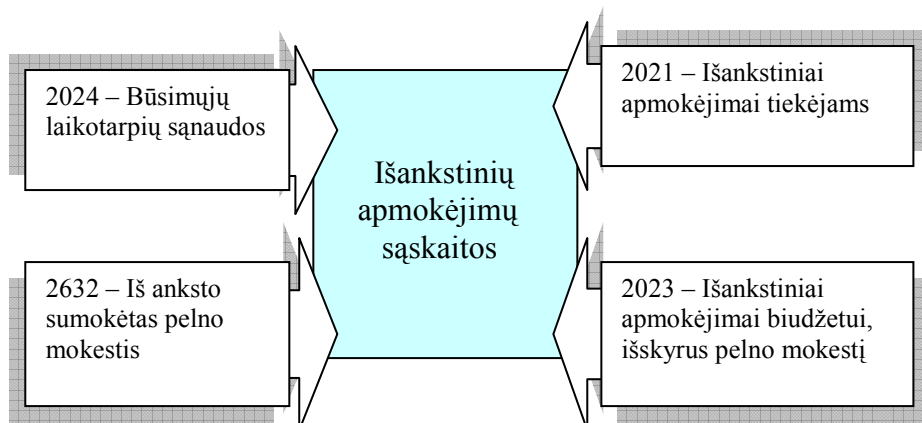 2024 – Būsimųjų
laikotarpių sąnaudos
2021 – Išankstiniai
apmokėjimai tiekėjams
Išankstinių
apmokėjimų
sąskaitos
2632 – Iš anksto
sumokėtas pelno
mokestis
2023 – Išankstiniai
apmokėjimai biudžetui,
išskyrus pelno mokestį